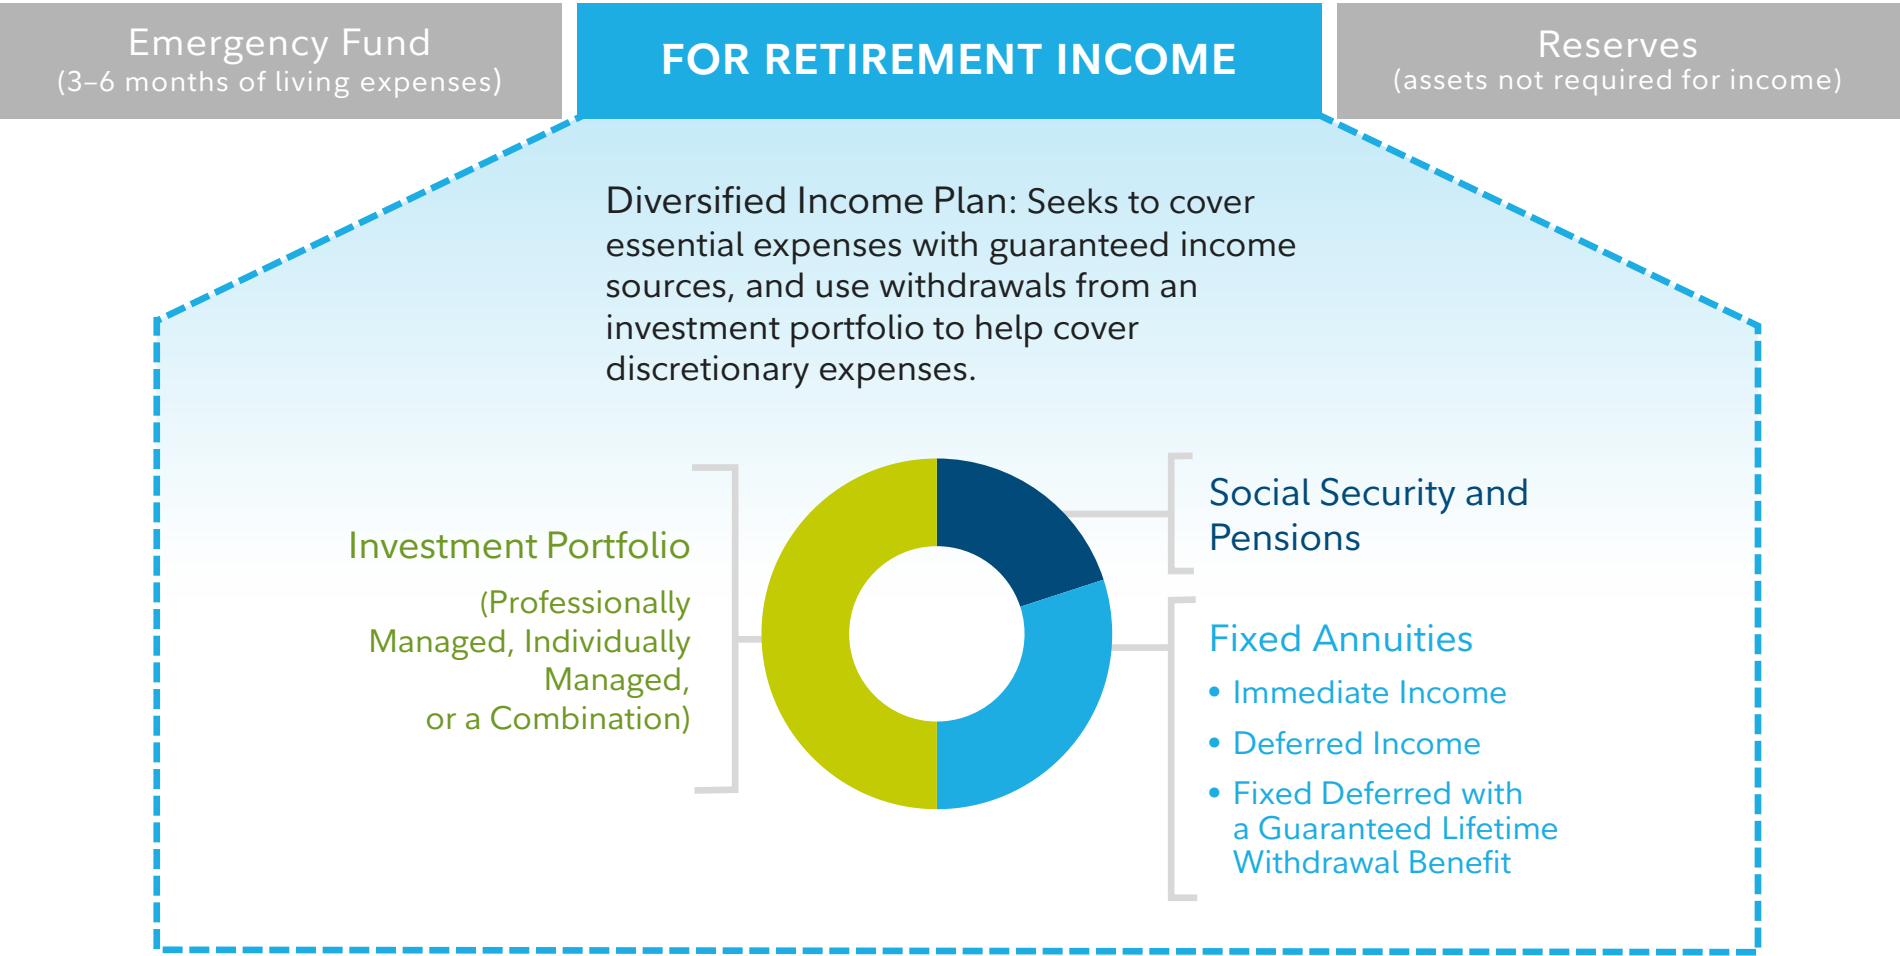 Emergency Fund
(3–6 months of living expenses)
FOR RETIREMENT INCOME
Reserves
(assets not required for income)
Diversified Income Plan: Seeks to cover
essential expenses with guaranteed income
sources, and use withdrawals from an
investment portfolio to help cover
discretionary expenses.
Investment Portfolio
(Professionally
Managed, Individually
Managed,
or a Combination)
Social Security and
Pensions
Fixed Annuities
• Immediate Income
• Deferred Income
• Fixed Deferred with
a Guaranteed Lifetime
Withdrawal Benefit